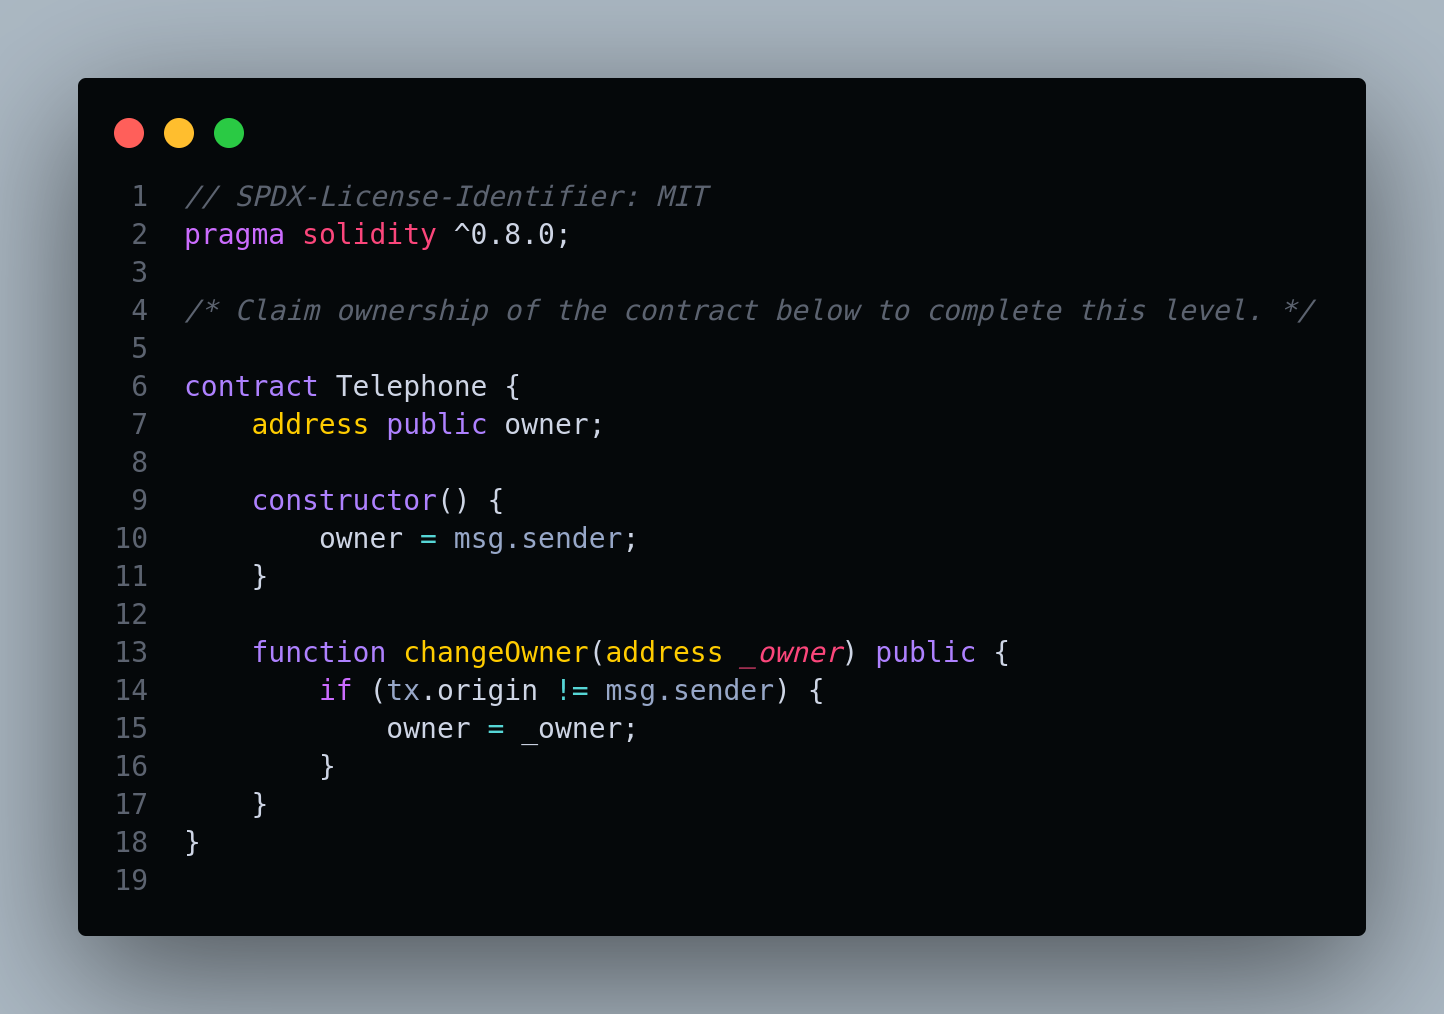 1 // SPDX-License-Identifier: MIT
2 pragma solidity ^0.8.0;
3
4 /* Claim ownership of the contract below to complete this level. */
5
6 contract Telephone {
7     address public owner;
8
9     constructor() {
10         owner = msg.sender;
11     }
12
13     function changeOwner(address _owner) public {
14         if (tx.origin != msg.sender) {
15             owner = _owner;
16         }
17     }
18 }
19